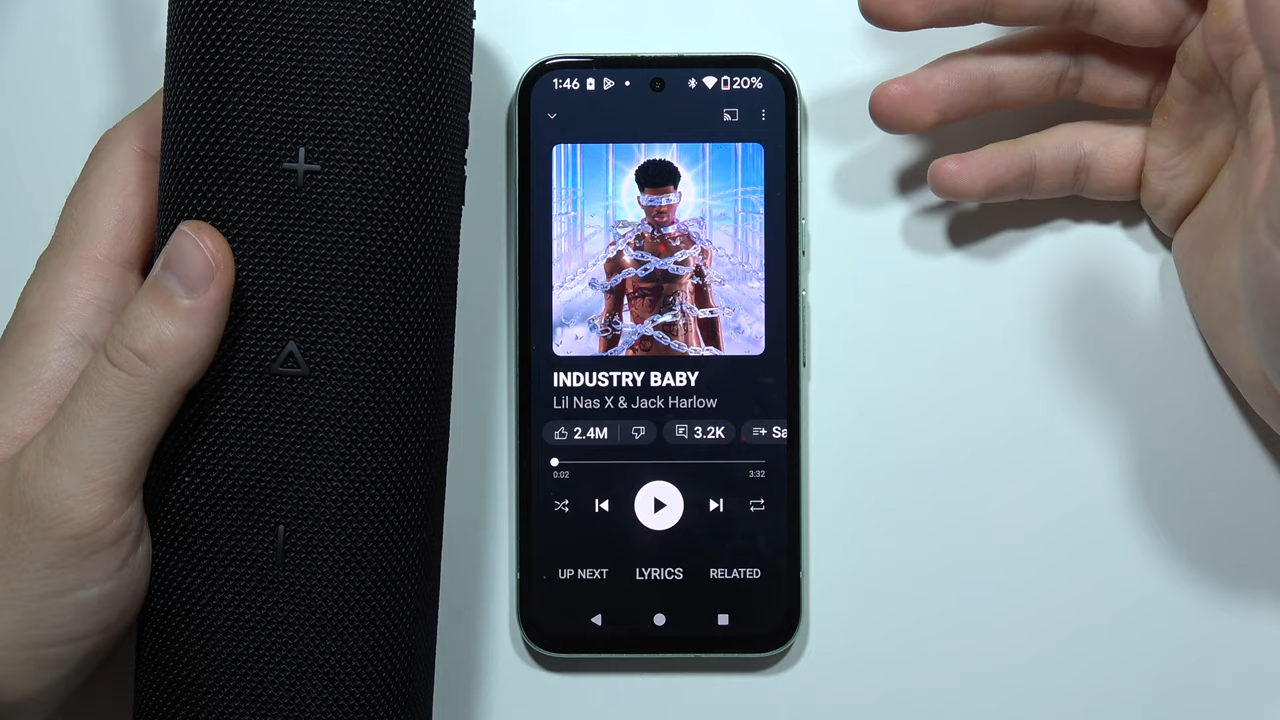 1:46 20%
INDUSTRY BABY
Lil Nas X & Jack Harlow
2.4M 3.2K Sa
0:02 3:32
UP NEXT LYRICS RELATED